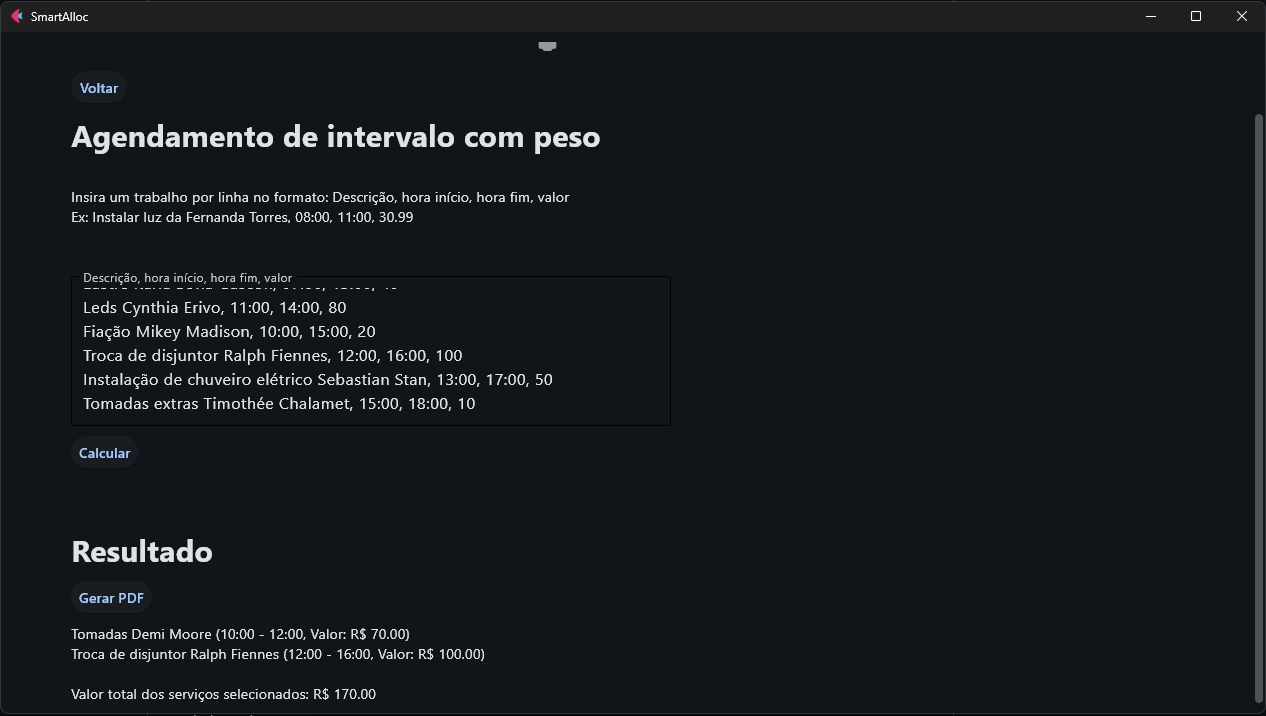 SmartAlloc
Voltar
Agendamento de intervalo com peso
Insira um trabalho por linha no formato: Descrição, hora início, hora fim, valor
Ex: Instalar luz da Fernanda Torres, 08:00, 11:00, 30.99
Descrição, hora início, hora fim, valor
Leds Cynthia Erivo, 11:00, 14:00, 80
Fiação Mikey Madison, 10:00, 15:00, 20
Troca de disjuntor Ralph Fiennes, 12:00, 16:00, 100
Instalação de chuveiro elétrico Sebastian Stan, 13:00, 17:00, 50
Tomadas extras Timothée Chalamet, 15:00, 18:00, 10
Calcular
Resultado
Gerar PDF
Tomadas Demi Moore (10:00 - 12:00, Valor: R$ 70.00)
Troca de disjuntor Ralph Fiennes (12:00 - 16:00, Valor: R$ 100.00)
Valor total dos serviços selecionados: R$ 170.00